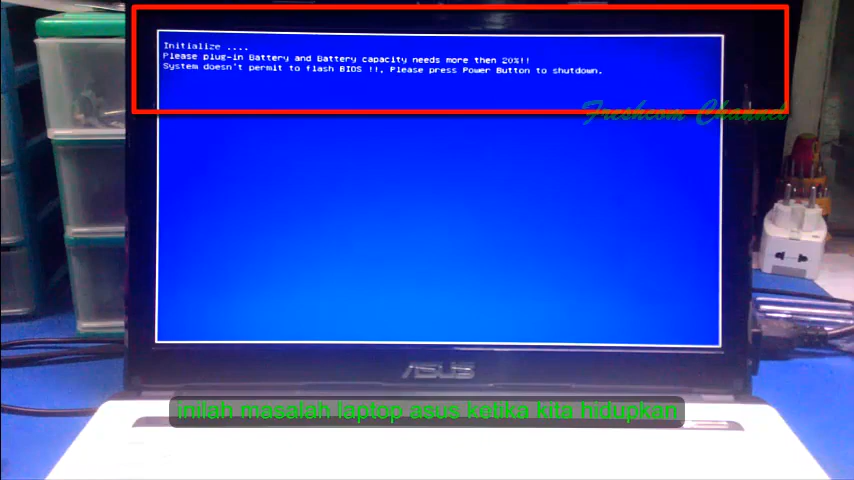 Initialize ....
Please plug-in Battery and Battery capacity needs more then 20%!!
System doesn't permit to flash BIOS !!, Please press Power Button to shutdown.
Freshcom Channel
ASUS
inilah masalah laptop asus ketika kita hidupkan